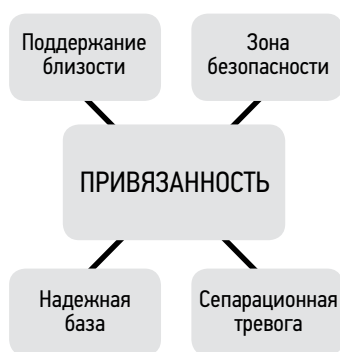 Поддержание
близости
Зона
безопасности
ПРИВЯЗАННОСТЬ
Надежная
база
Сепарационная
тревога